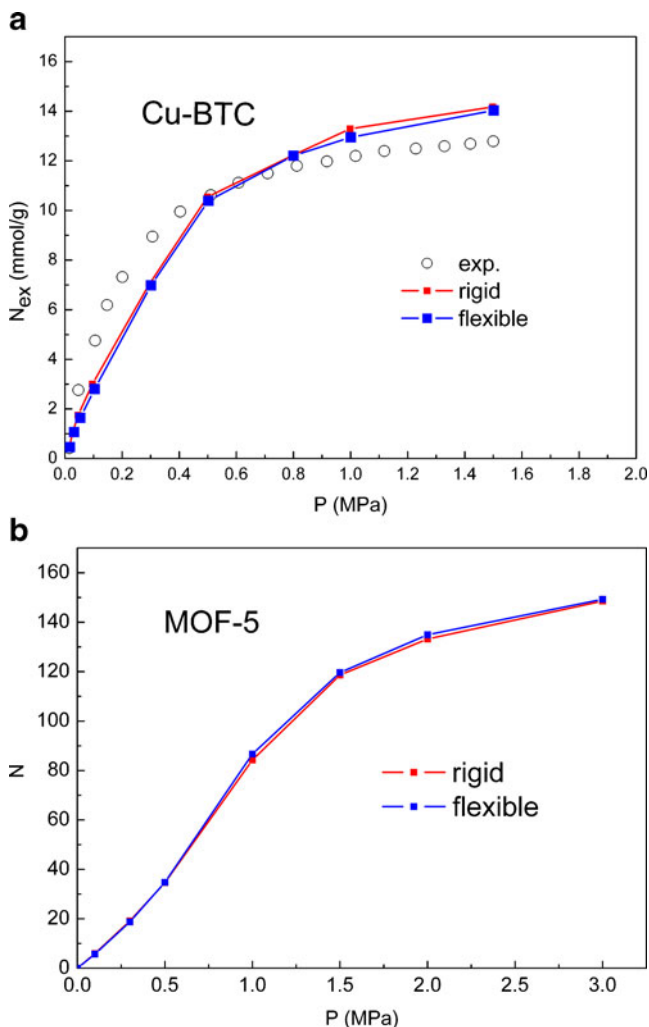 a
16
14
12
10
8
6
4
2
0
N_ex (mmol/g)
Cu-BTC
exp.
rigid
flexible
0.0 0.2 0.4 0.6 0.8 1.0 1.2 1.4 1.6 1.8 2.0
P (MPa)
b
160
140
120
100
80
60
40
20
0
N
MOF-5
rigid
flexible
0.0 0.5 1.0 1.5 2.0 2.5 3.0
P (MPa)